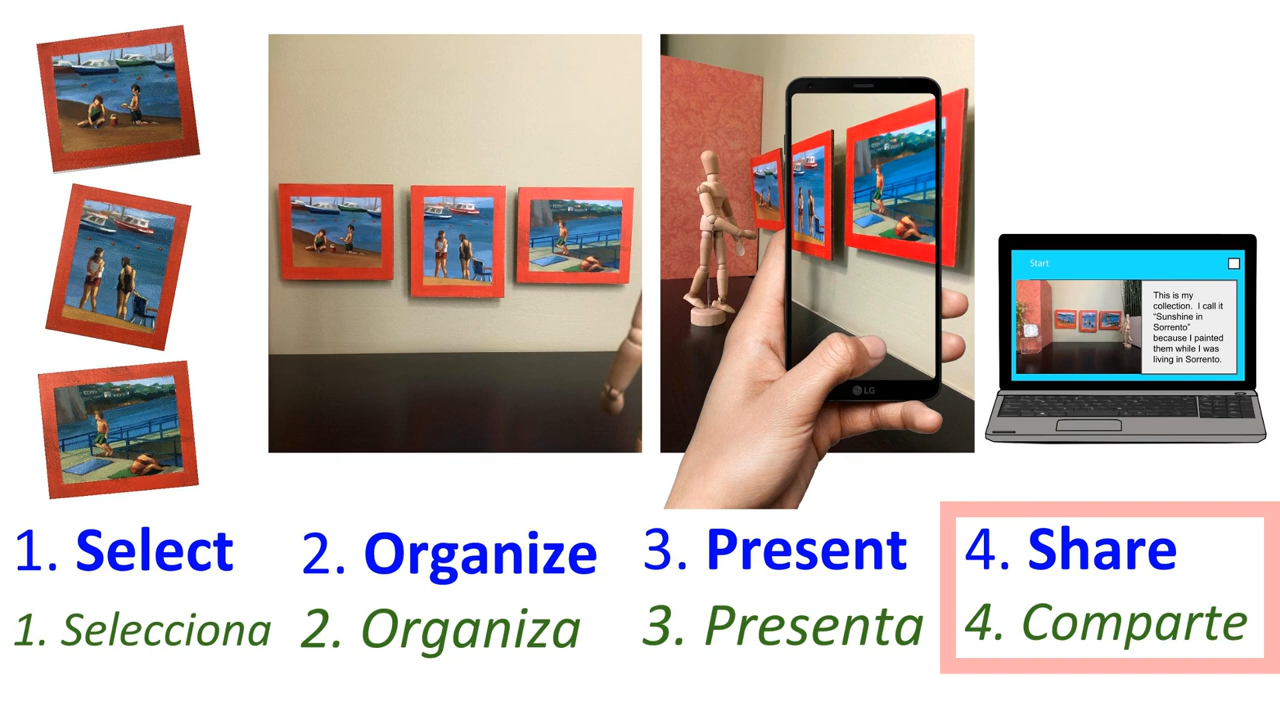 Start
This is my
collection. I call it
"Sunshine in
Sorrento"
because I painted
them while I was
living in Sorrento.
LG
1. Select
2. Organize
3. Present
4. Share
1. Selecciona
2. Organiza
3. Presenta
4. Comparte